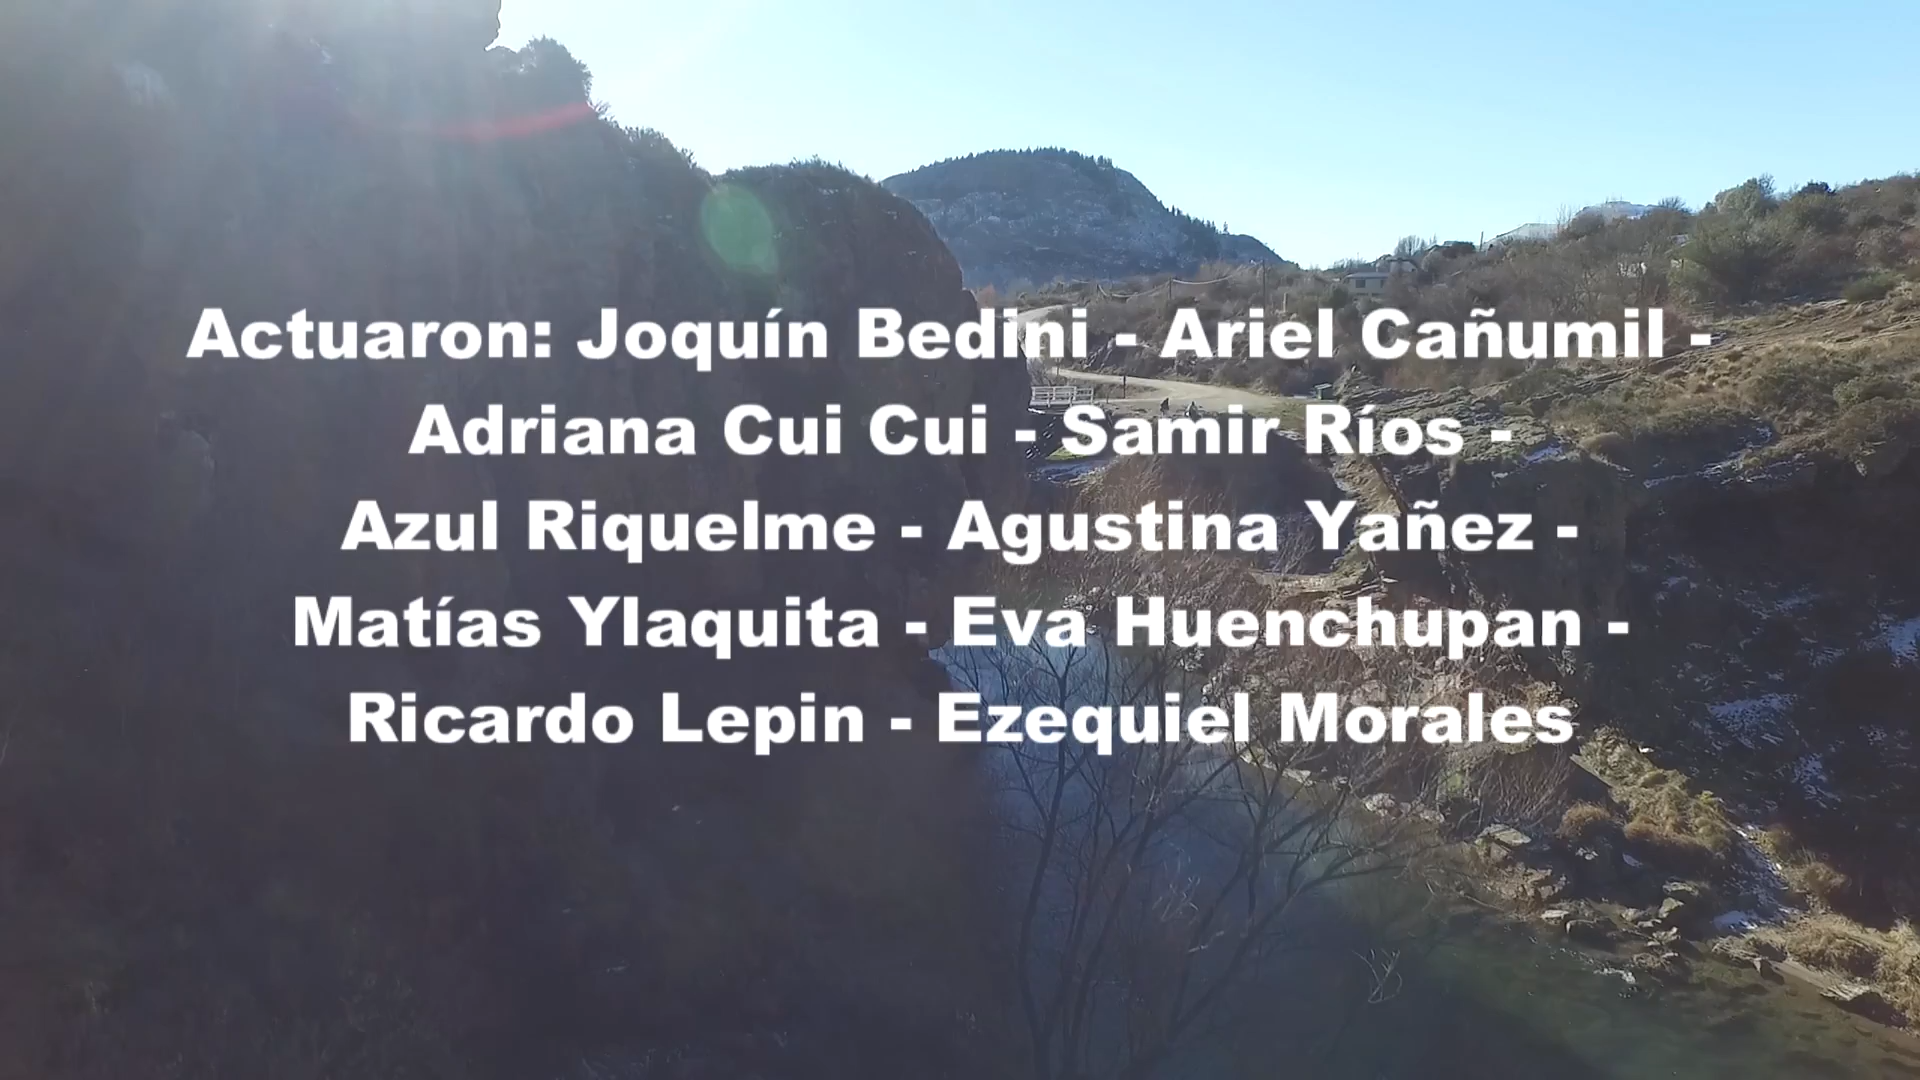 Actuaron: Joquín Bedini - Ariel Cañumil -
Adriana Cui Cui - Samir Ríos -
Azul Riquelme - Agustina Yañez -
Matías Ylaquita - Eva Huenchupan -
Ricardo Lepin - Ezequiel Morales